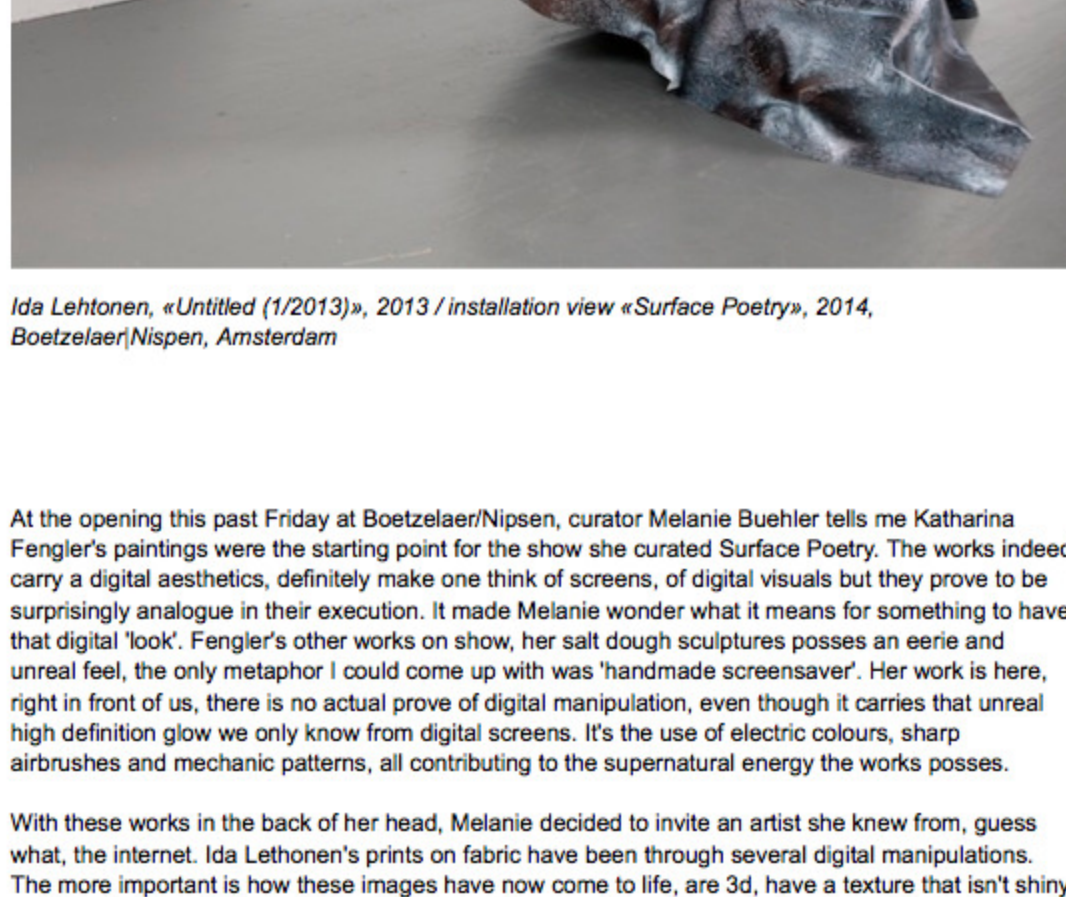 Ida Lehtonen, «Untitled (1/2013)», 2013 / installation view «Surface Poetry», 2014,
Boetzelaer|Nispen, Amsterdam
At the opening this past Friday at Boetzelaer/Nipsen, curator Melanie Buehler tells me Katharina
Fengler's paintings were the starting point for the show she curated Surface Poetry. The works indeed
carry a digital aesthetics, definitely make one think of screens, of digital visuals but they prove to be
surprisingly analogue in their execution. It made Melanie wonder what it means for something to have
that digital 'look'. Fengler's other works on show, her salt dough sculptures posses an eerie and
unreal feel, the only metaphor I could come up with was 'handmade screensaver'. Her work is here,
right in front of us, there is no actual prove of digital manipulation, even though it carries that unreal
high definition glow we only know from digital screens. It's the use of electric colours, sharp
airbrushes and mechanic patterns, all contributing to the supernatural energy the works posses.
With these works in the back of her head, Melanie decided to invite an artist she knew from, guess
what, the internet. Ida Lethonen's prints on fabric have been through several digital manipulations.
The more important is how these images have now come to life, are 3d, have a texture that isn't shiny